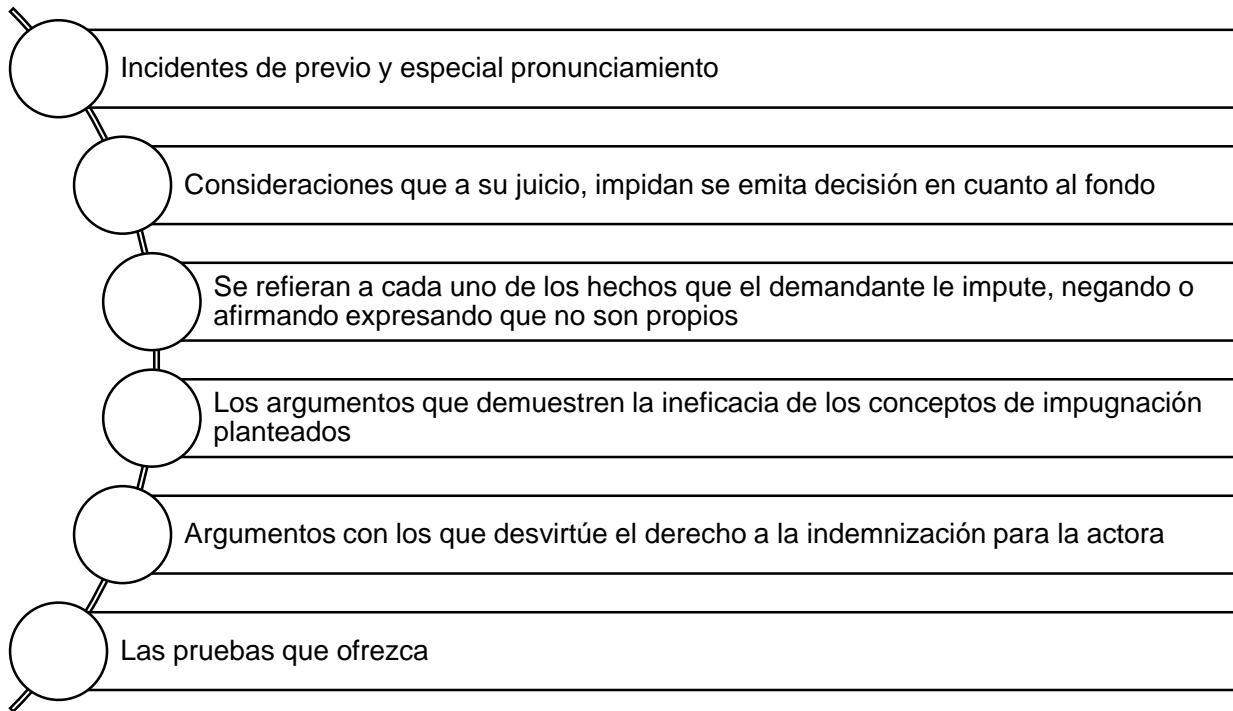 Incidentes de previo y especial pronunciamiento
Consideraciones que a su juicio, impidan se emita decisión en cuanto al fondo
Se refieran a cada uno de los hechos que el demandante le impute, negando o
afirmando expresando que no son propios
Los argumentos que demuestren la ineficacia de los conceptos de impugnación
planteados
Argumentos con los que desvirtúe el derecho a la indemnización para la actora
Las pruebas que ofrezca